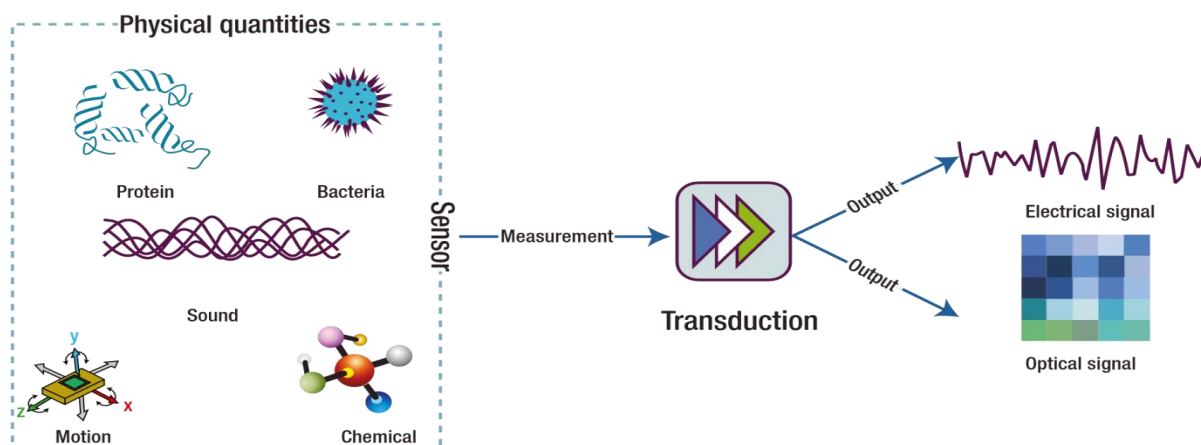 Physical quantities
Protein
Bacteria
Sound
y
z
x
Motion
Chemical
Sensor
Measurement
Transduction
Output
Output
Electrical signal
Optical signal